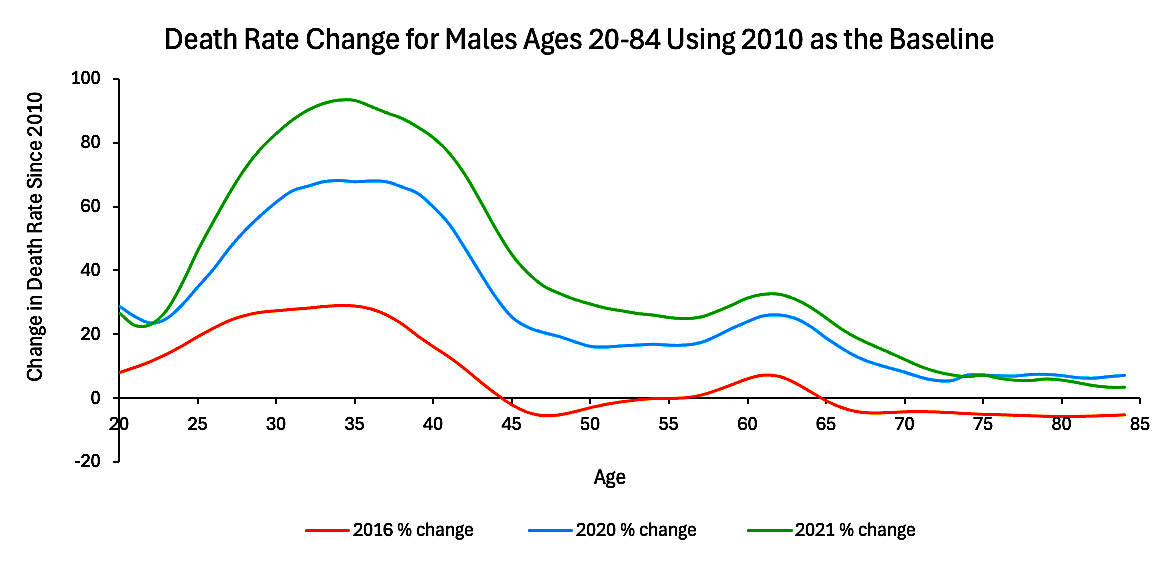 Death Rate Change for Males Ages 20-84 Using 2010 as the Baseline
Change in Death Rate Since 2010
100
80
60
40
20
0
-20
20 25 30 35 40 45 50 55 60 65 70 75 80 85
Age
2016 % change 2020 % change 2021 % change